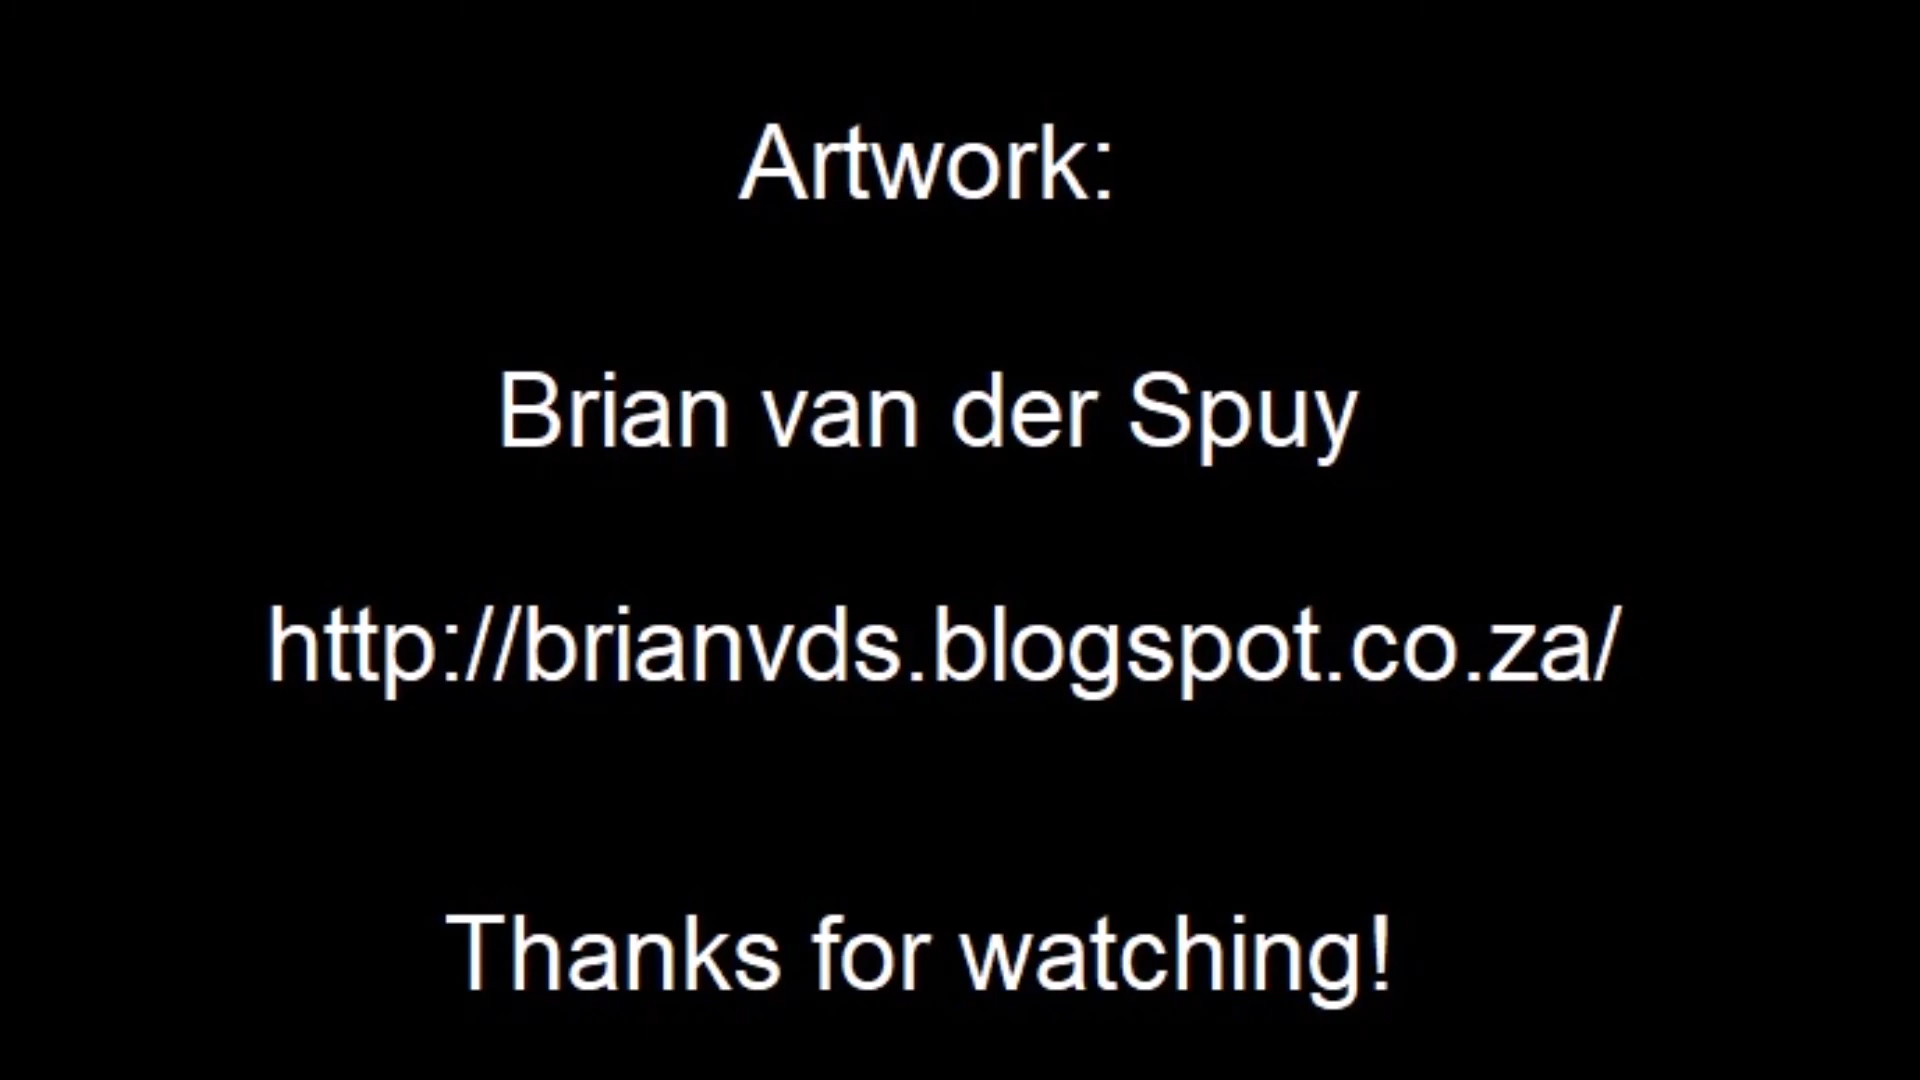 Artwork:
Brian van der Spuy
http://brianvds.blogspot.co.za/
Thanks for watching!